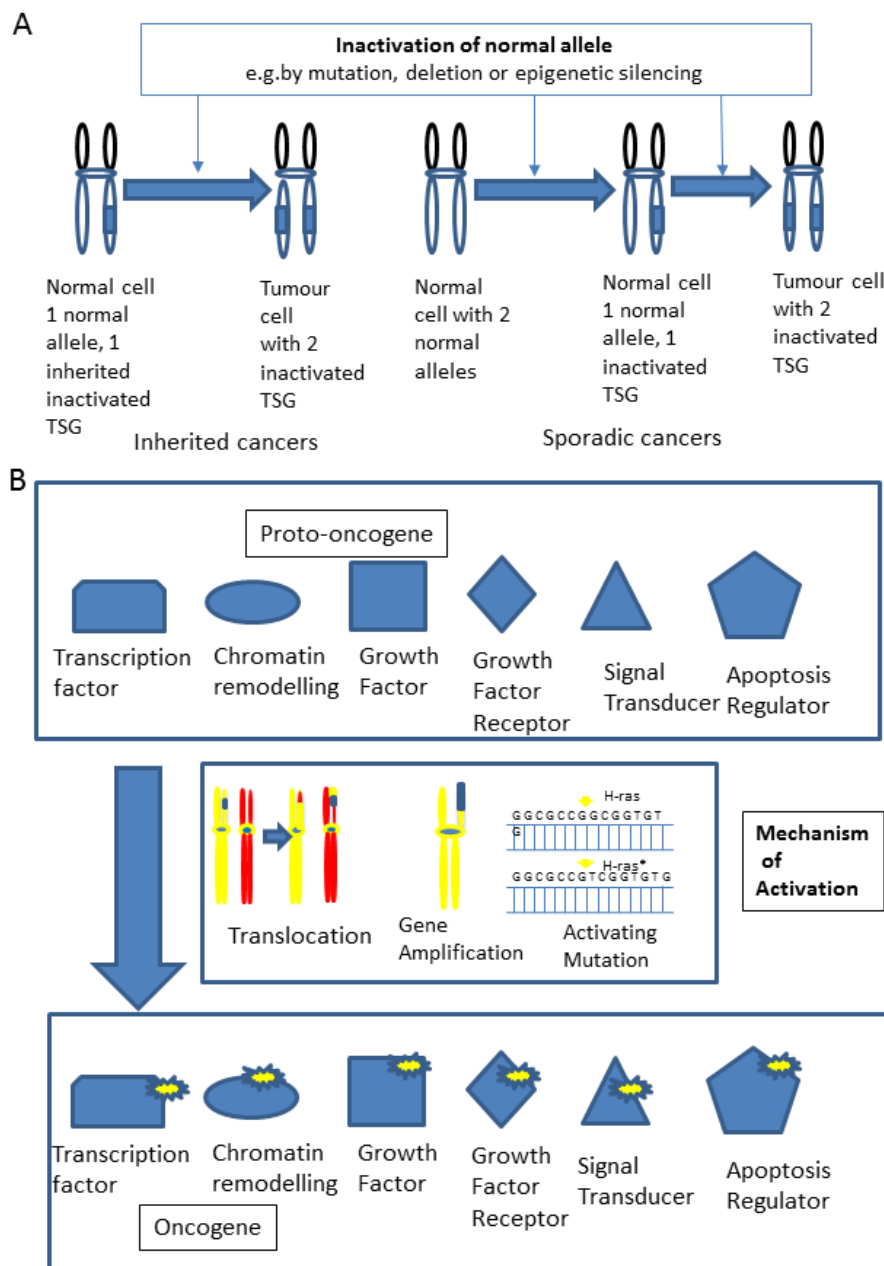 A
Inactivation of normal allele
e.g.by mutation, deletion or epigenetic silencing
Normal cell
1 normal
allele, 1
inherited
inactivated
TSG
Tumour
cell
with 2
inactivated
TSG
Normal
cell with 2
normal
alleles
Normal cell
1 normal
allele, 1
inactivated
TSG
Tumour cell
with 2
inactivated
TSG
Inherited cancers
Sporadic cancers
B
Proto-oncogene
Transcription
factor
Chromatin
remodelling
Growth
Factor
Growth
Factor
Receptor
Signal
Transducer
Apoptosis
Regulator
Translocation
Gene
Amplification
H-ras
GGCGCCGGCGGTGT
G
H-ras*
GGCGCCGTCGGTGTG
Activating
Mutation
Mechanism
of
Activation
Transcription
factor
Chromatin
remodelling
Growth
Factor
Growth
Factor
Receptor
Signal
Transducer
Apoptosis
Regulator
Oncogene